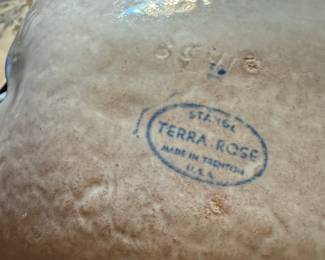 STANGL
TERRA ROSE
MADE IN TRENTON
U.S.A.